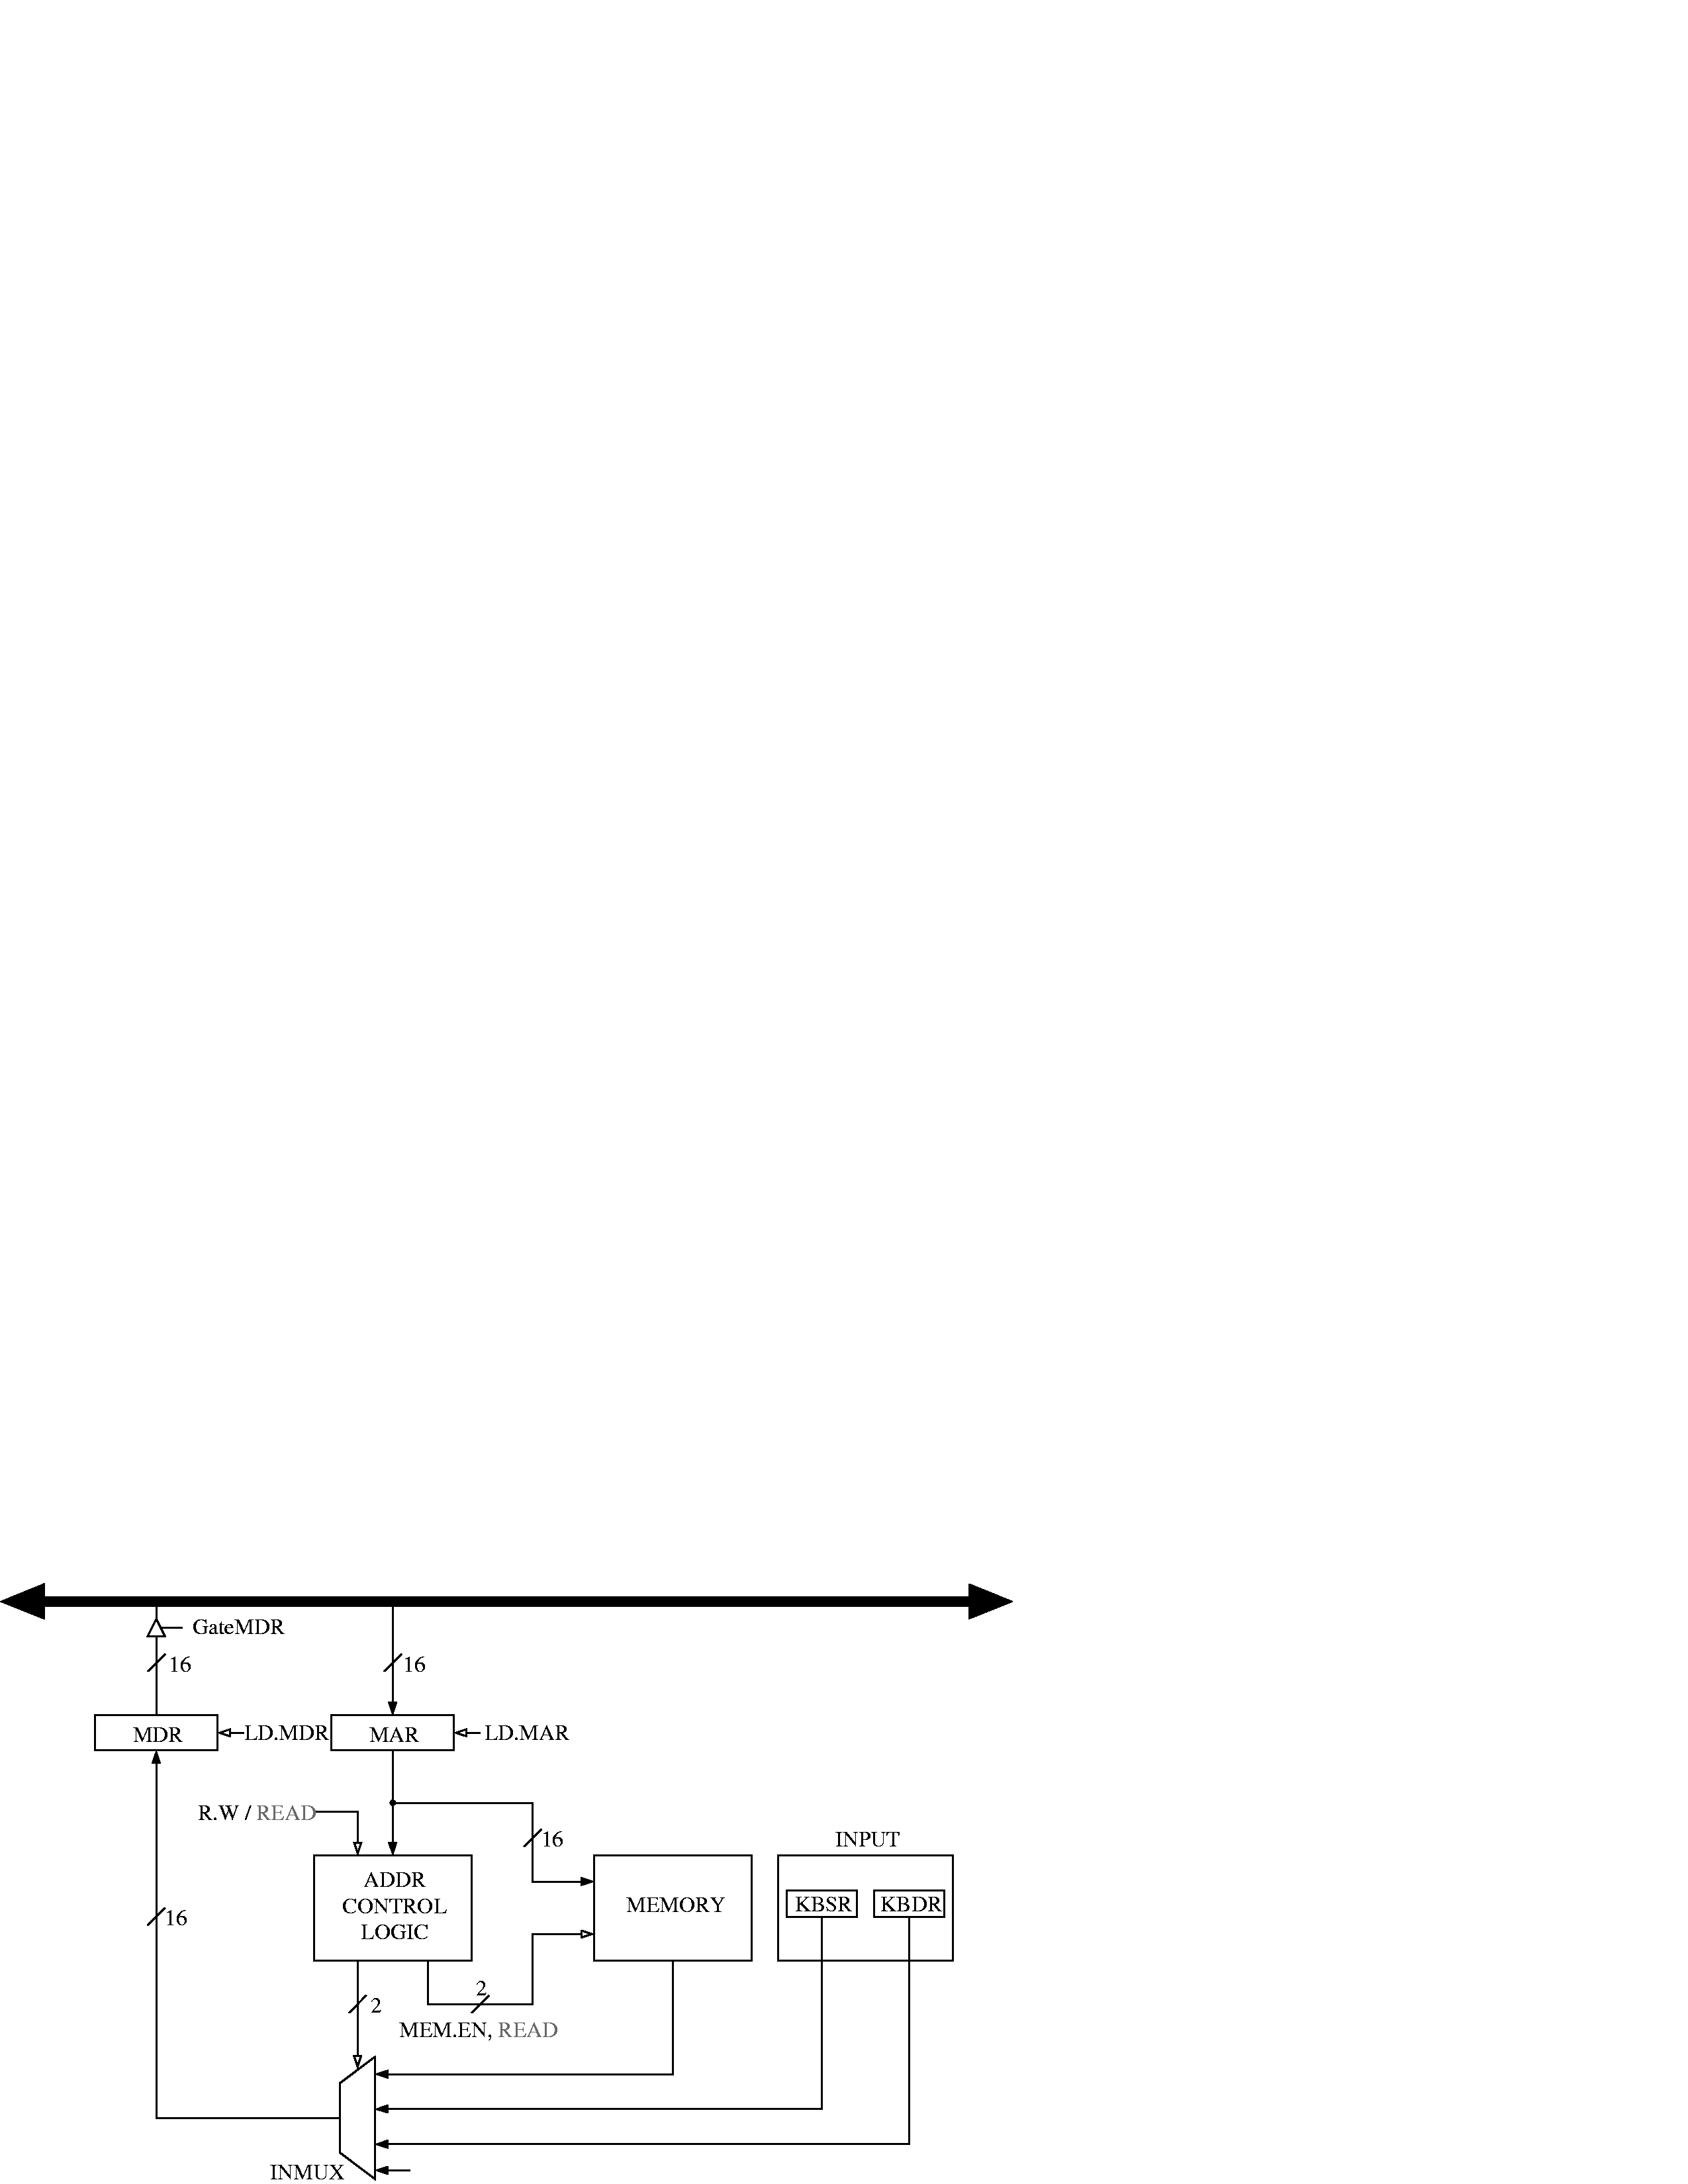 GateMDR
16
16
MDR
LD.MDR
MAR
LD.MAR
R.W / READ
16
INPUT
ADDR
CONTROL
LOGIC
MEMORY
KBSR
KBDR
16
2
2
MEM.EN, READ
INMUX